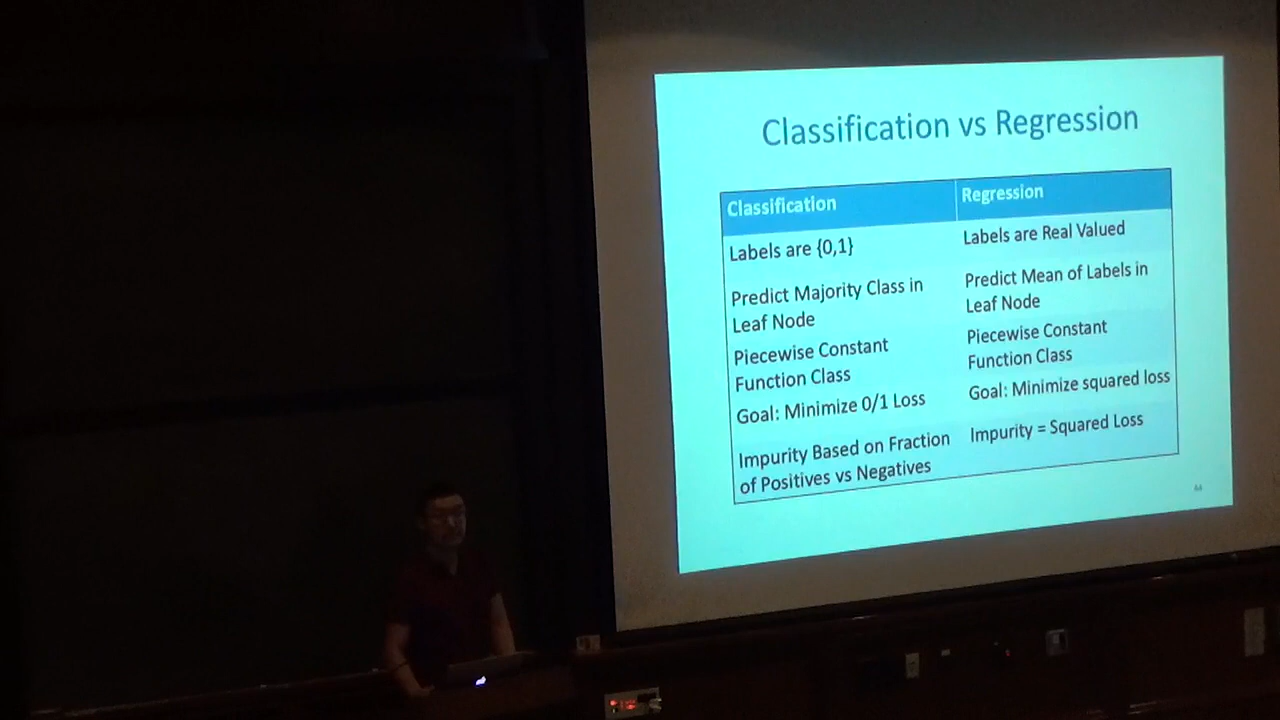 Classification vs Regression
Classification
Regression
Labels are {0,1}
Labels are Real Valued
Predict Majority Class in
Leaf Node
Predict Mean of Labels in
Leaf Node
Piecewise Constant
Function Class
Piecewise Constant
Function Class
Goal: Minimize 0/1 Loss
Goal: Minimize squared loss
Impurity Based on Fraction
of Positives vs Negatives
Impurity = Squared Loss